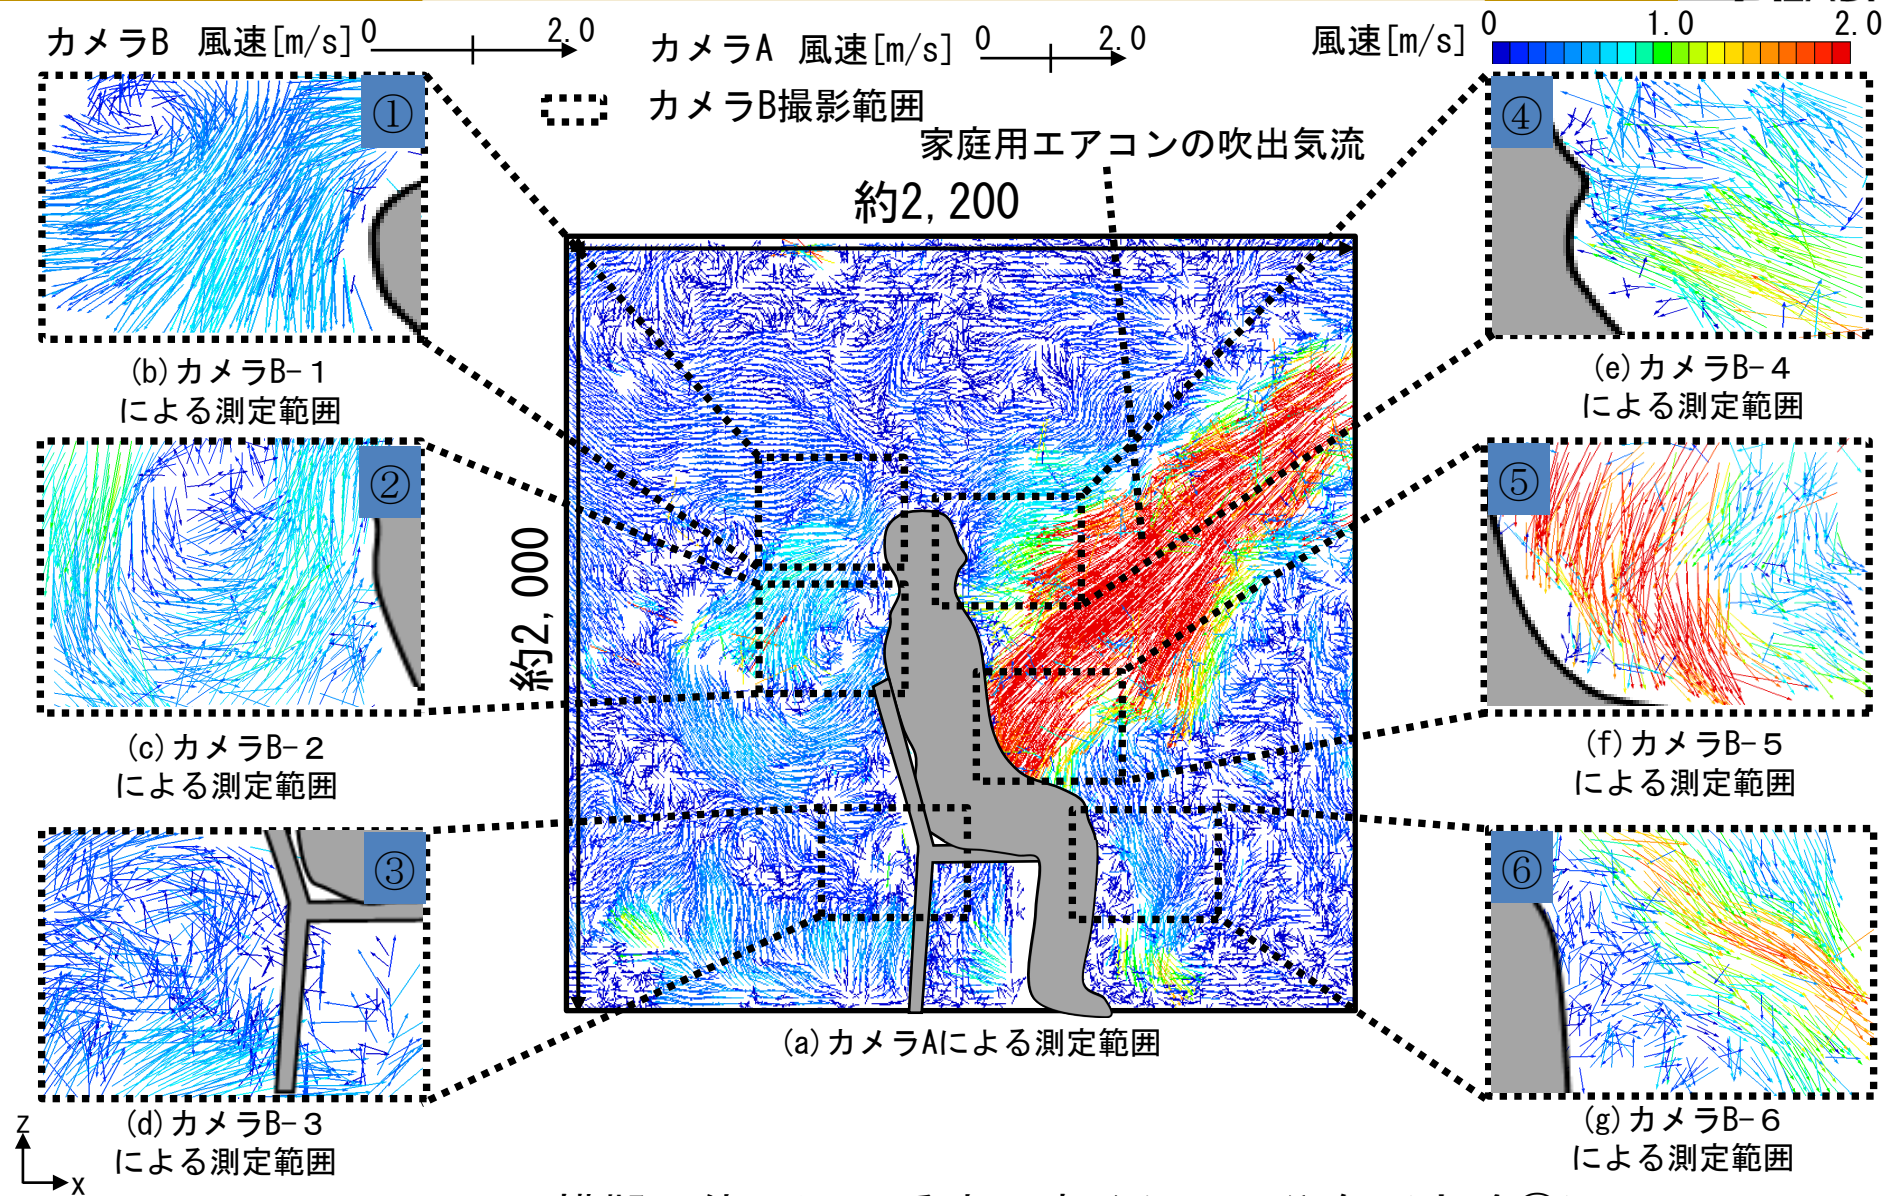 カメラB 風速[m/s] 0 2.0
カメラA 風速[m/s] 0 2.0
風速[m/s] 0 1.0 2.0
カメラB撮影範囲
家庭用エアコンの吹出気流
約2,200
約2,000
①
(b)カメラB-1
による測定範囲
②
(c)カメラB-2
による測定範囲
③
(d)カメラB-3
による測定範囲
④
(e)カメラB-4
による測定範囲
⑤
(f)カメラB-5
による測定範囲
⑥
(g)カメラB-6
による測定範囲
(a)カメラAによる測定範囲
z
x